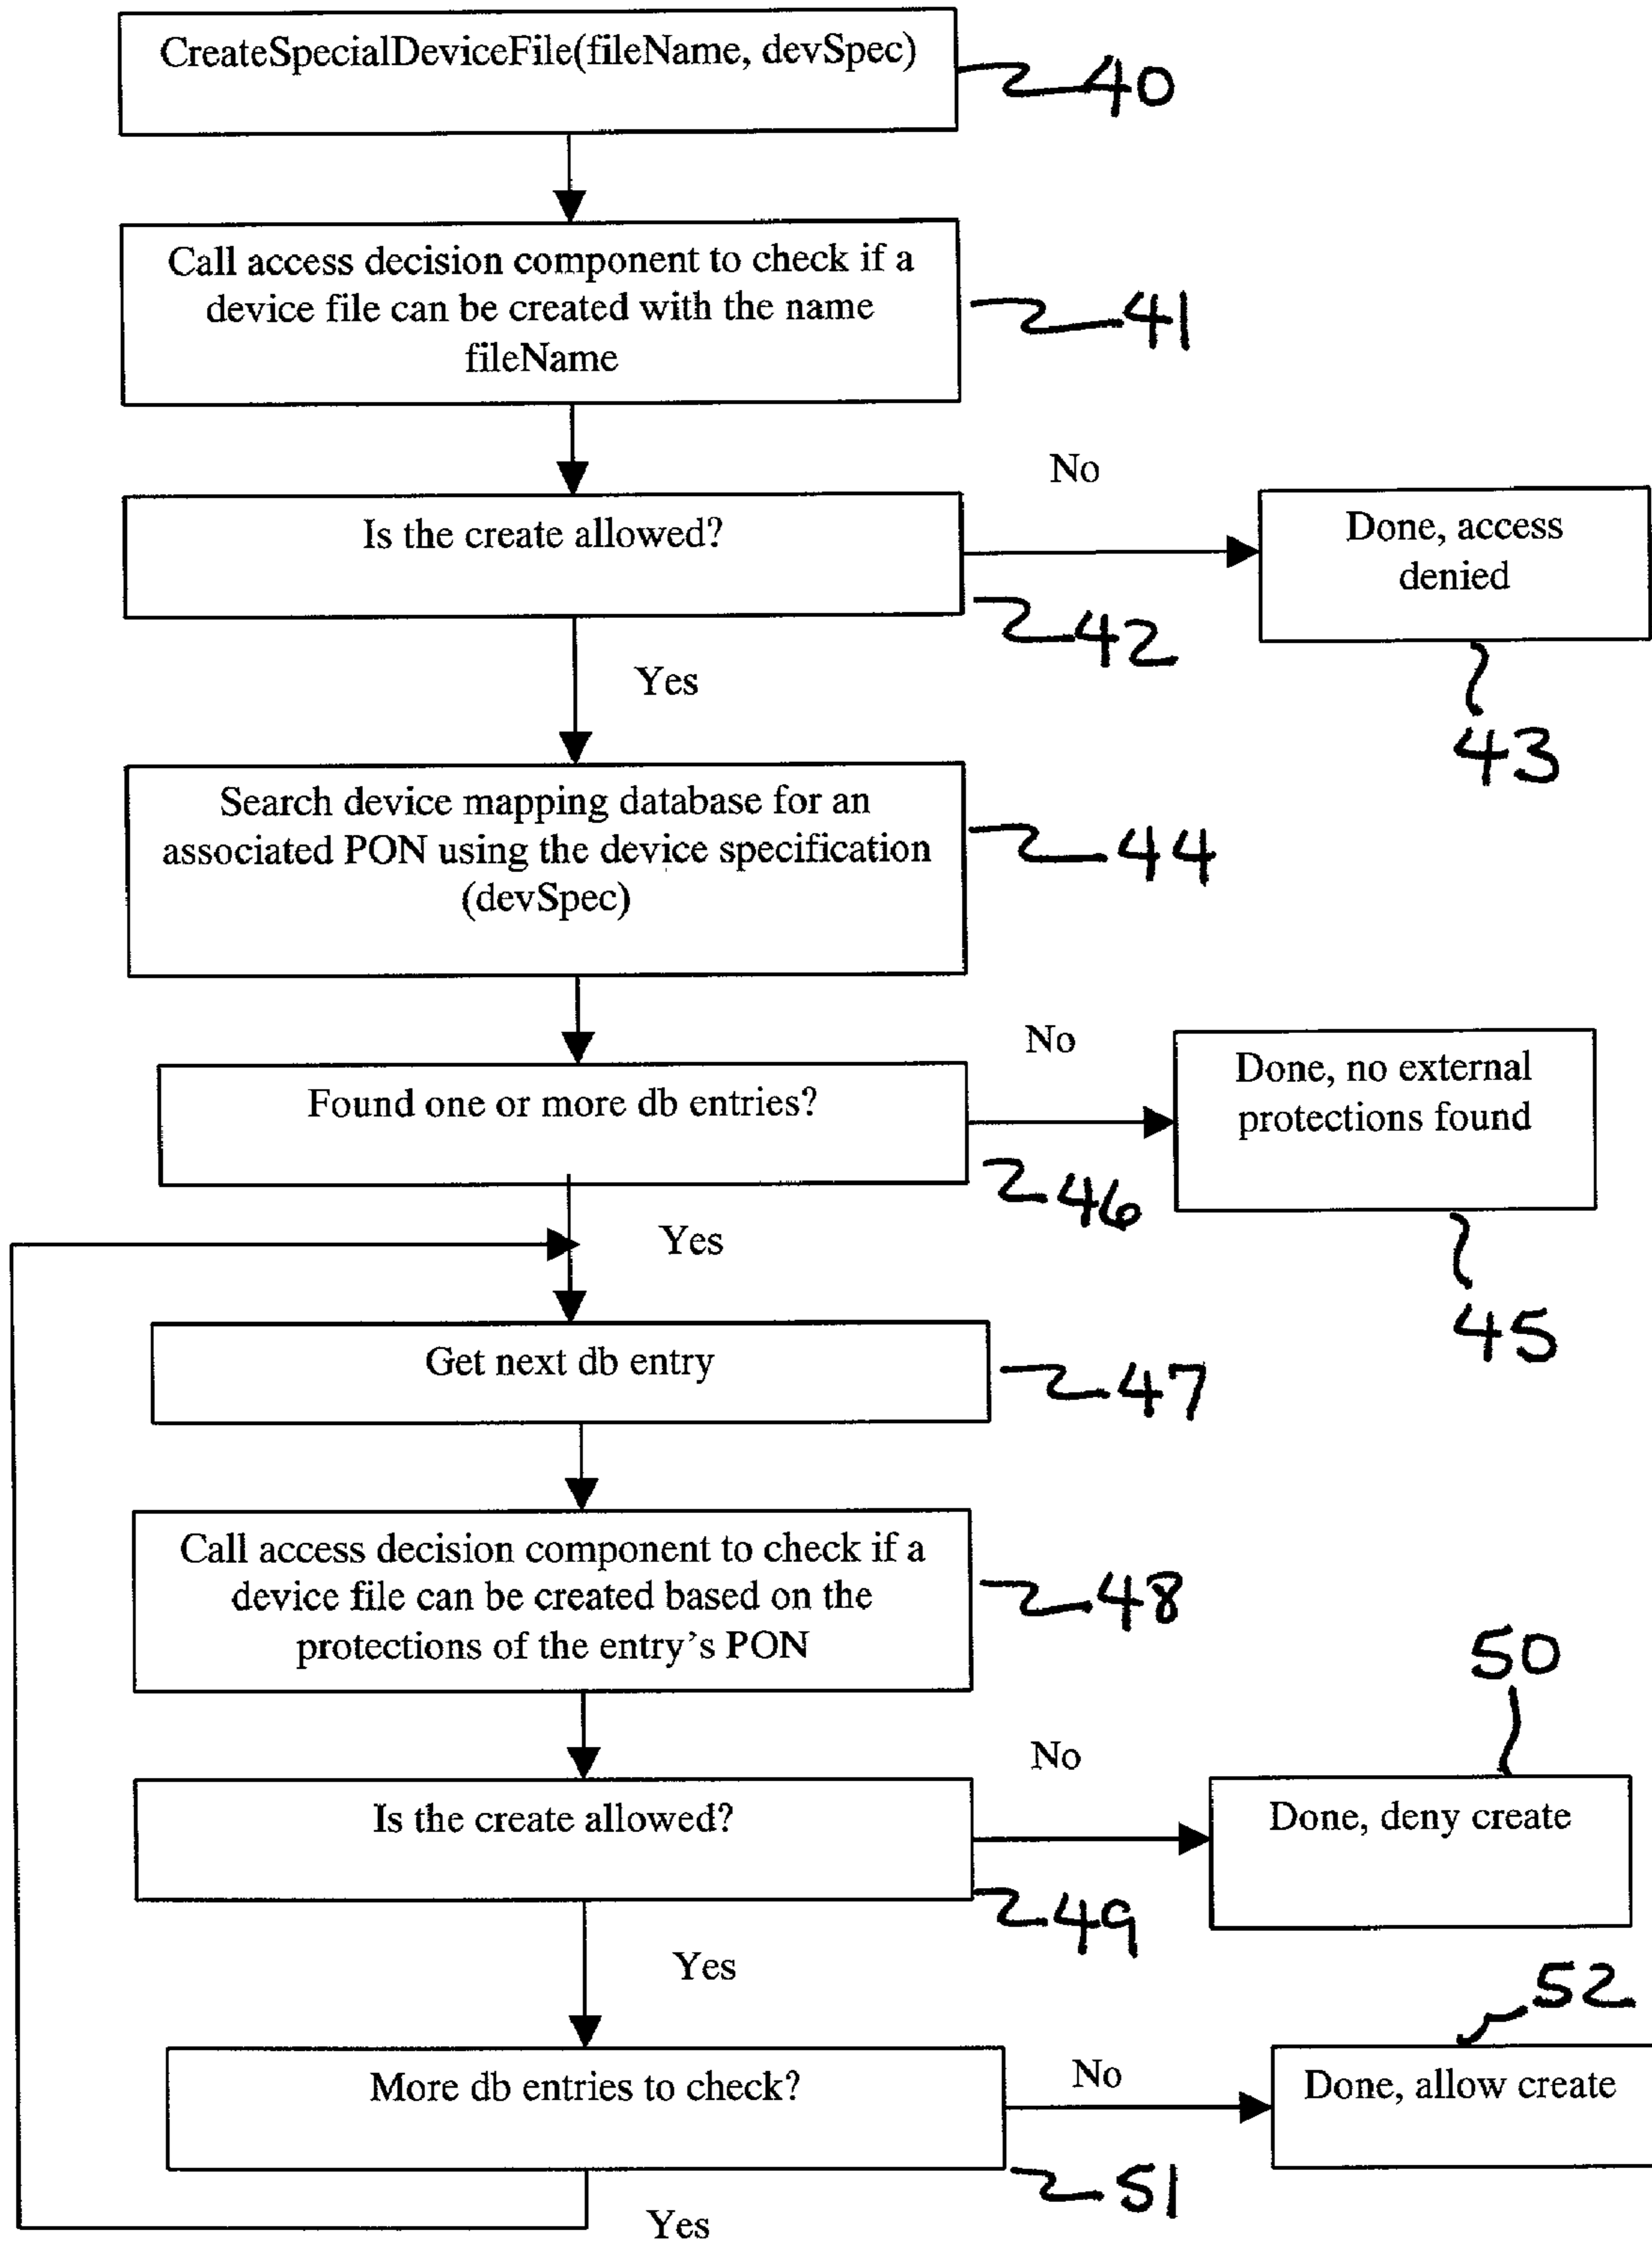 CreateSpecialDeviceFile(fileName, devSpec)
40
Call access decision component to check if a
device file can be created with the name
fileName
41
No
Is the create allowed?
Done, access
denied
42
43
Yes
Search device mapping database for an
associated PON using the device specification
(devSpec)
44
No
Found one or more db entries?
Done, no external
protections found
46
45
Yes
Get next db entry
47
Call access decision component to check if a
device file can be created based on the
protections of the entry's PON
48
50
No
Is the create allowed?
Done, deny create
49
Yes
52
More db entries to check?
No
Done, allow create
51
Yes